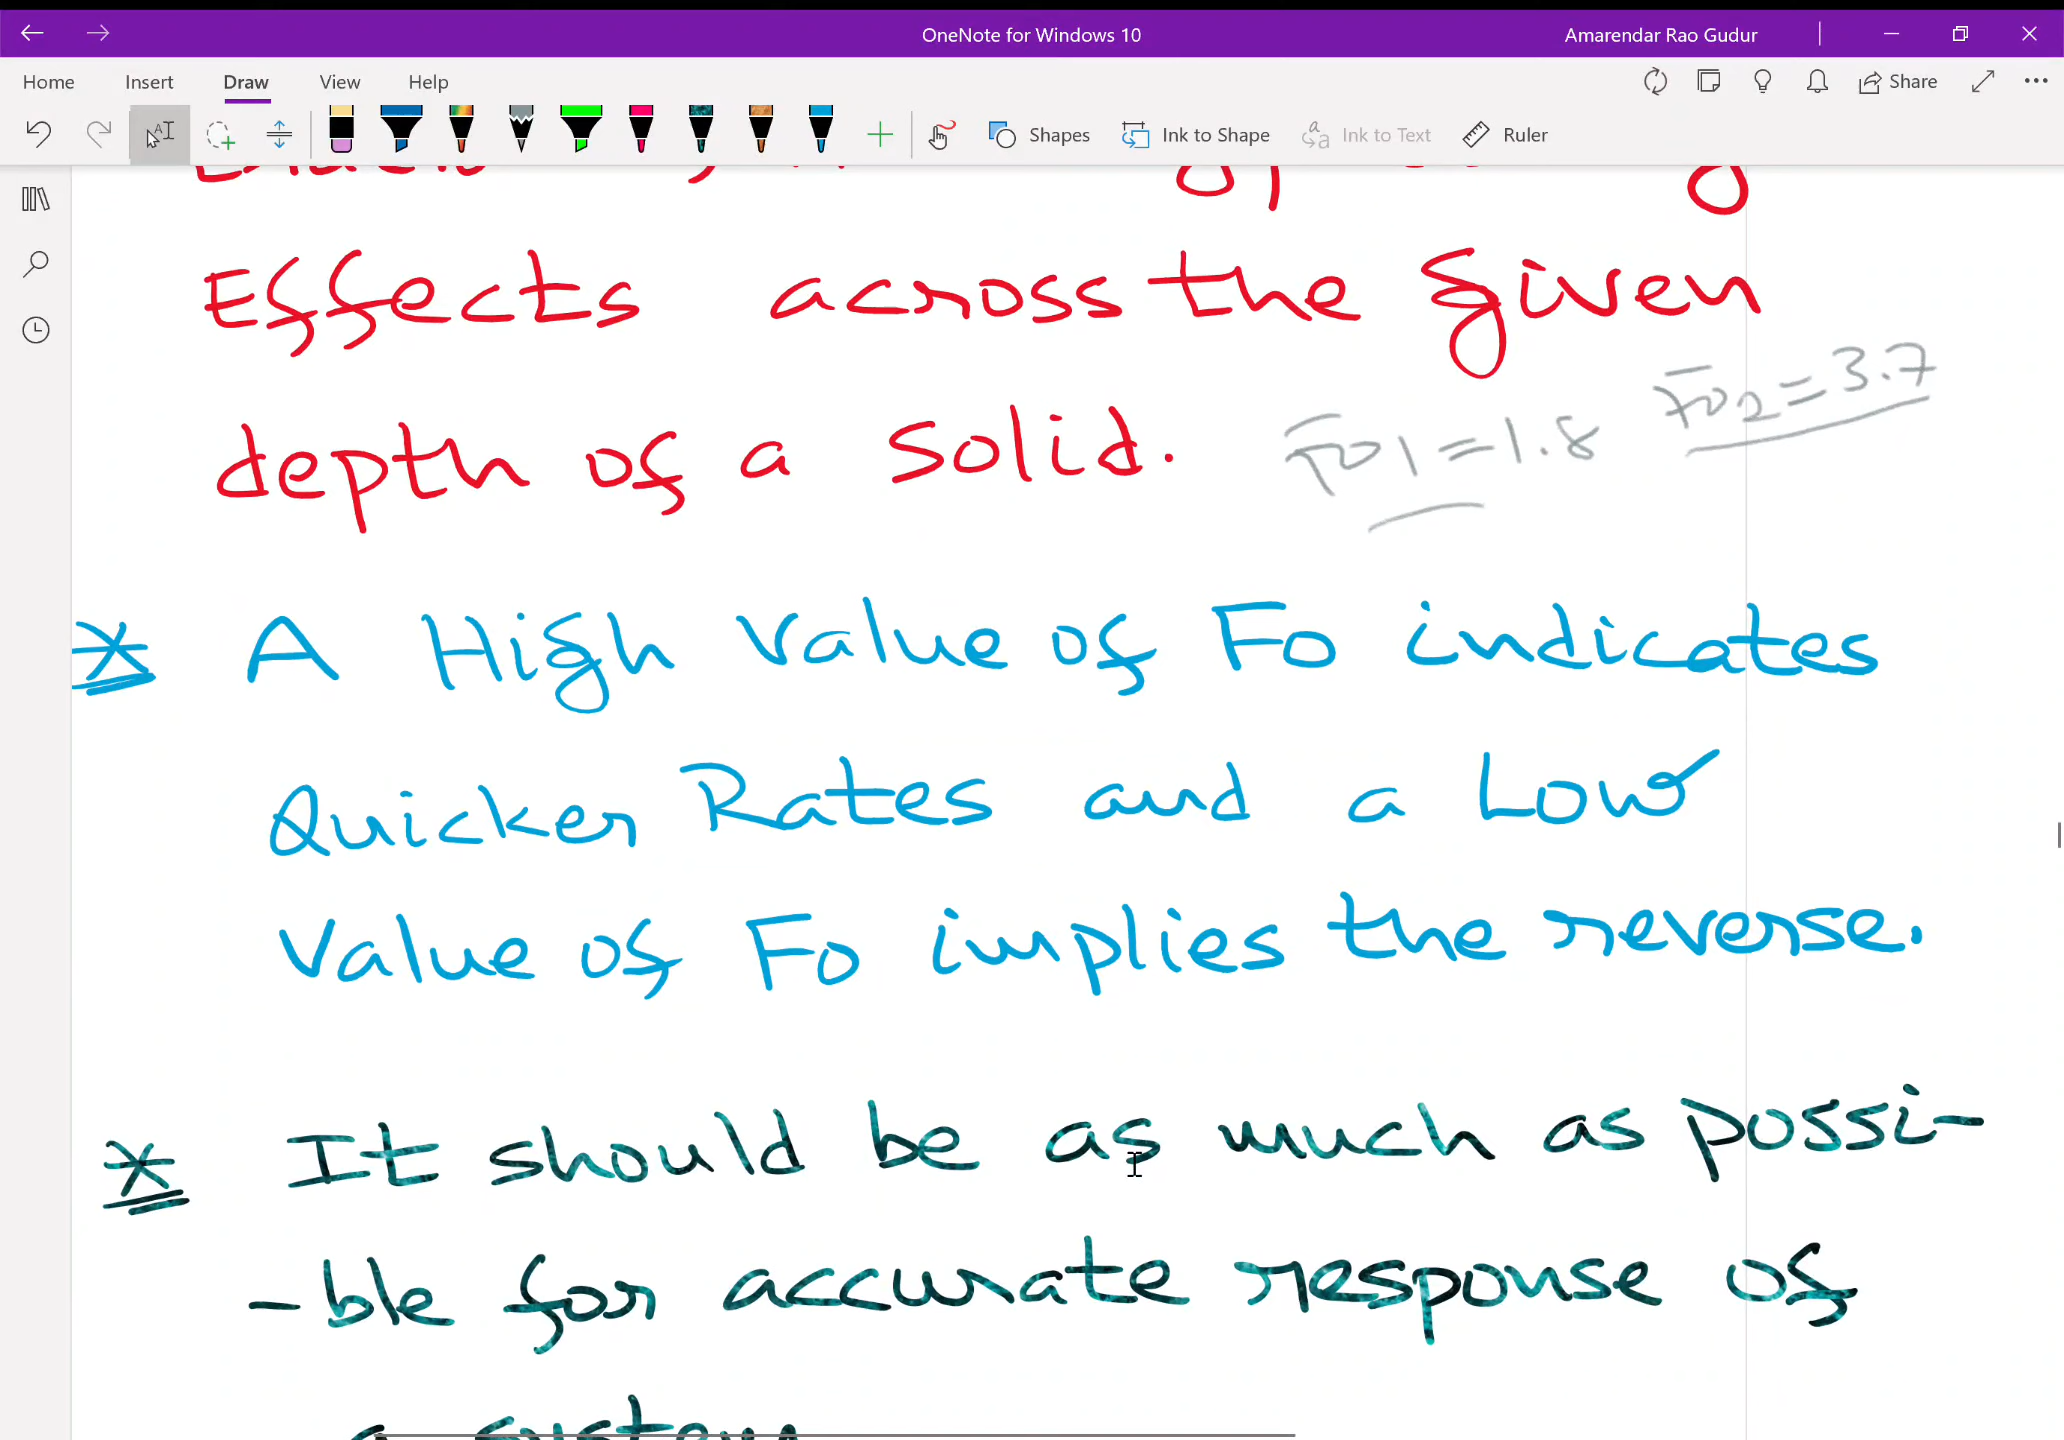 OneNote for Windows 10
Amarendar Rao Gudur
Home Insert Draw View Help
Share
Shapes Ink to Shape Ink to Text Ruler
Effects across the given
Fo2 = 3.7
depth of a solid. Fo1 = 1.8
* A High Value of Fo indicates
Quicker Rates and a Low
Value of Fo implies the reverse.
* It should be as much as possi-
-ble for accurate response of
a system